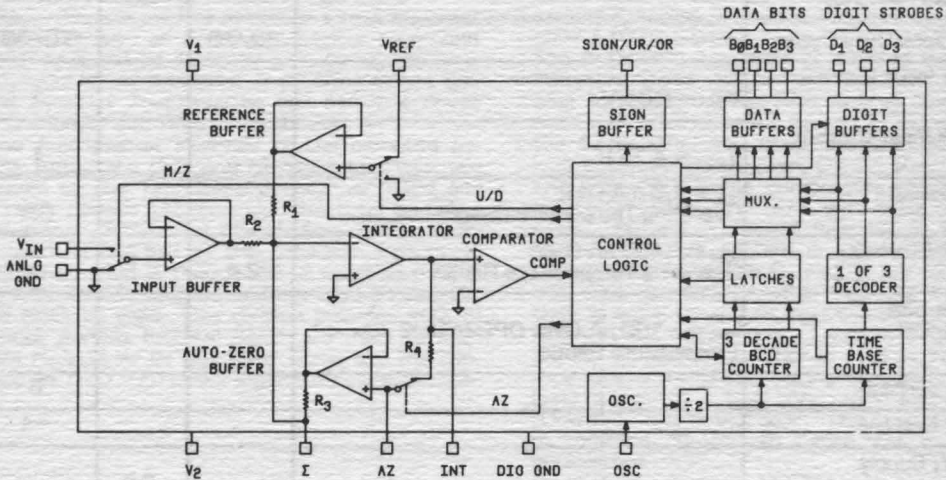 DATA BITS DIGIT STROBES
V1 VREF SIGN/UR/OR B0 B1 B2 B3 D1 D2 D3
REFERENCE
BUFFER
SIGN
BUFFER
DATA
BUFFERS
DIGIT
BUFFERS
M/Z
U/D
R1
R2
MUX.
INTEGRATOR
COMPARATOR
COMP
CONTROL
LOGIC
VIN
ANLG
GND
INPUT BUFFER
LATCHES
1 OF 3
DECODER
AUTO-ZERO
BUFFER
R4
R3
AZ
3 DECADE
BCD
COUNTER
TIME
BASE
COUNTER
OSC.
÷2
V2 Σ AZ INT DIG GND OSC